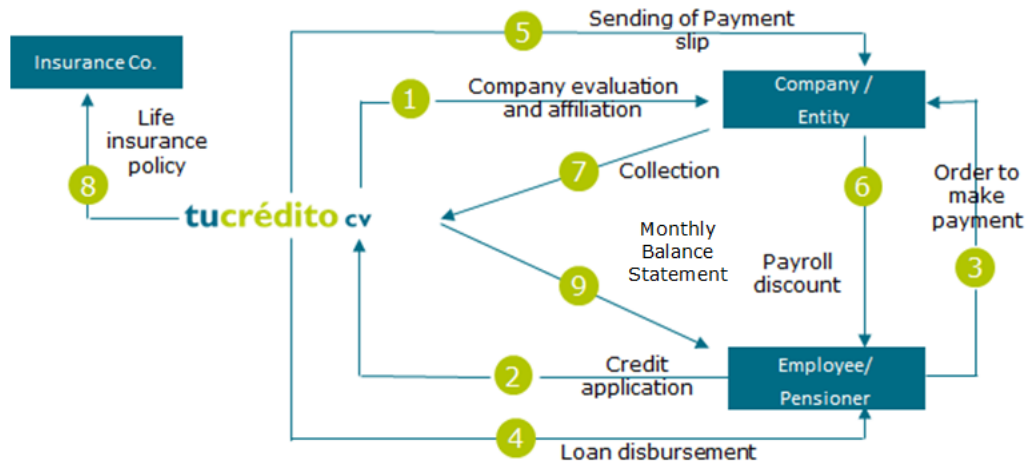 5
Sending of Payment
slip
Insurance Co.
1
Company evaluation
and affiliation
Company /
Entity
Life
insurance
policy
8
7
Collection
6
Order to
make
payment
tucrédito cv
Monthly
Balance
Statement
9
Payroll
discount
3
2
Credit
application
Employee/
Pensioner
4
Loan disbursement